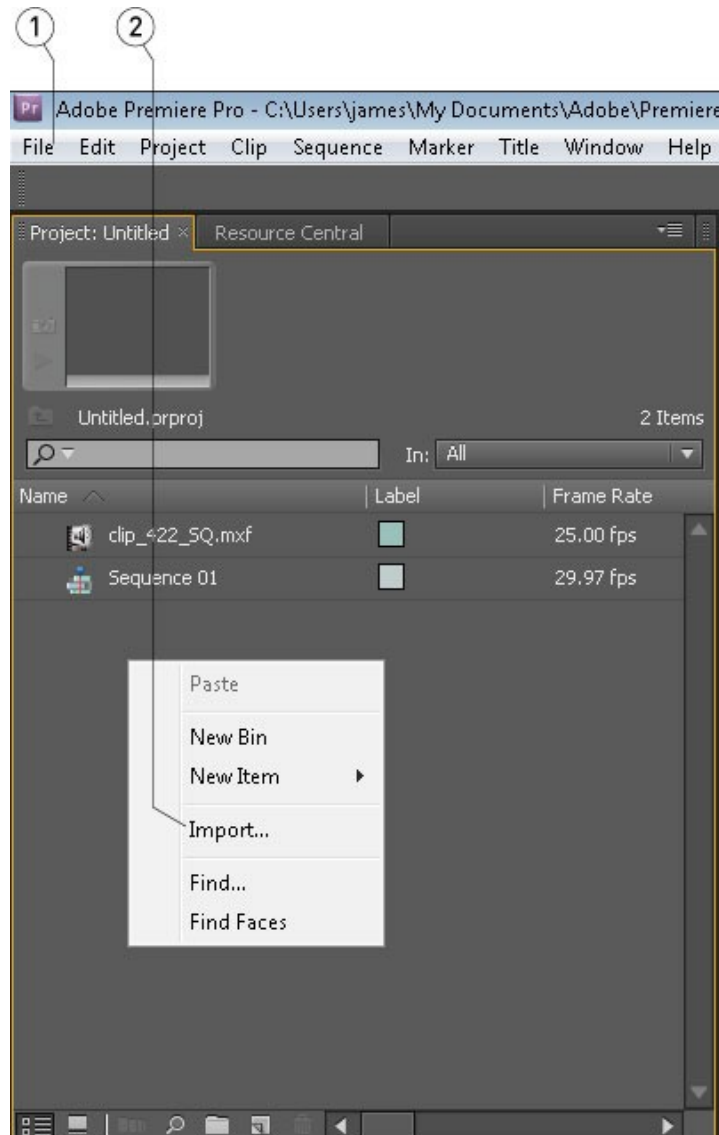 1 2
Pr Adobe Premiere Pro - C:\Users\james\My Documents\Adobe\Premiere
File Edit Project Clip Sequence Marker Title Window Help
Project: Untitled × Resource Central
Untitled.prproj 2 Items
In: All
Name Label Frame Rate
clip_422_SQ.mxf 25.00 fps
Sequence 01 29.97 fps
Paste
New Bin
New Item
Import...
Find...
Find Faces